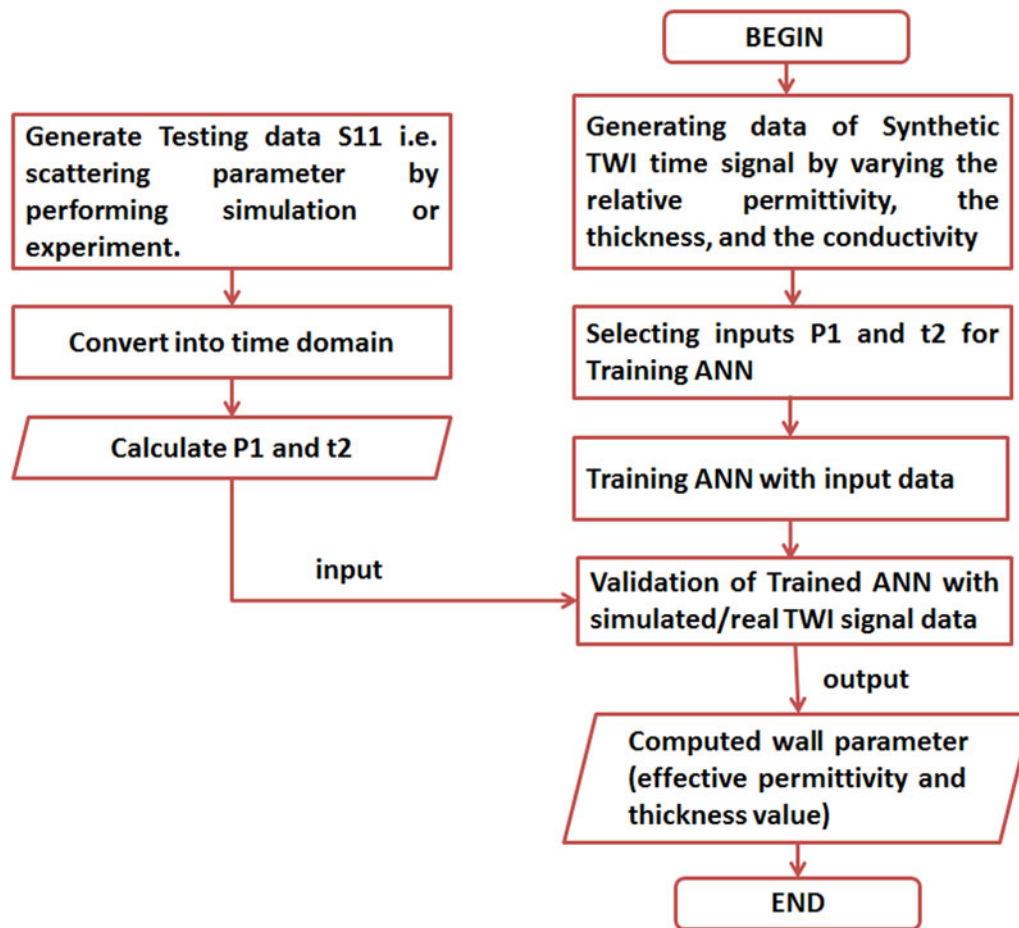 BEGIN
Generating data of Synthetic
TWI time signal by varying the
relative permittivity, the
thickness, and the conductivity
Selecting inputs P1 and t2 for
Training ANN
Training ANN with input data
Generate Testing data S11 i.e.
scattering parameter by
performing simulation or
experiment.
Convert into time domain
Calculate P1 and t2
input
Validation of Trained ANN with
simulated/real TWI signal data
output
Computed wall parameter
(effective permittivity and
thickness value)
END